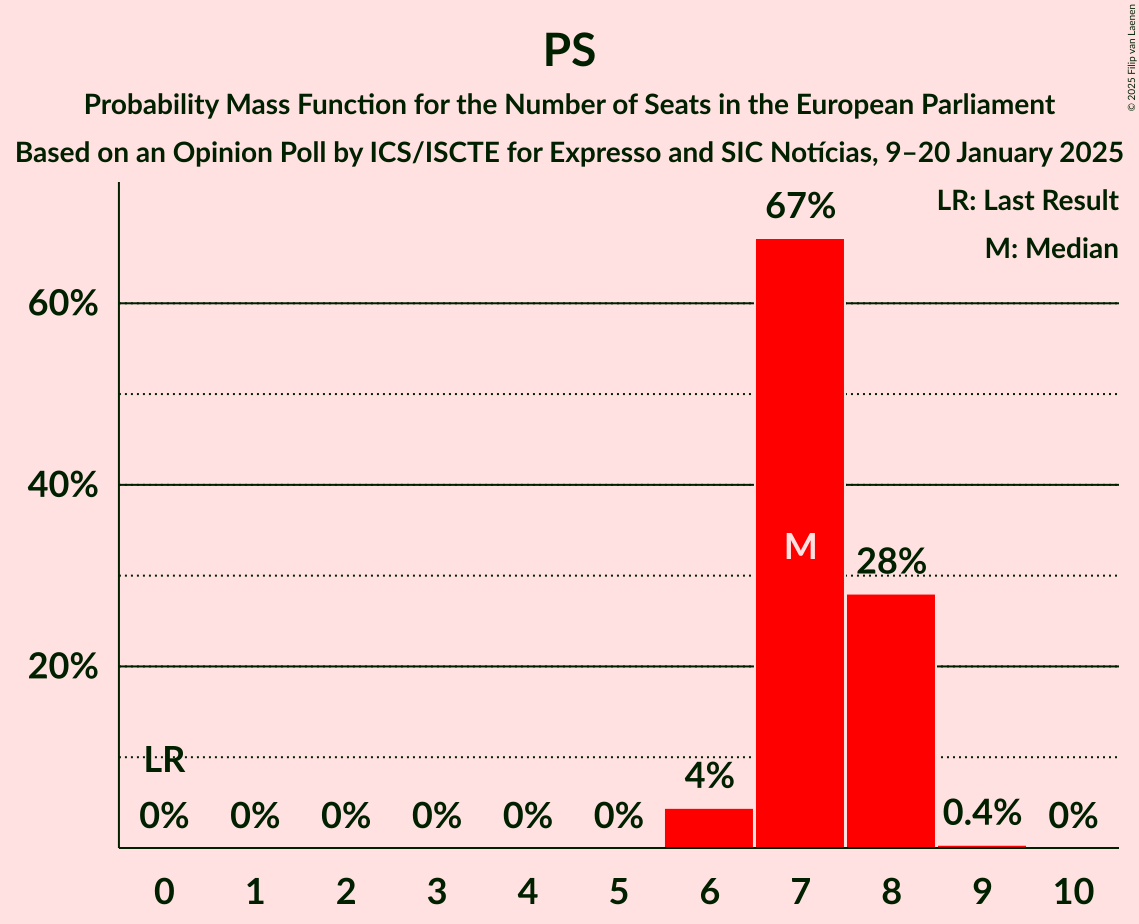 PS
Probability Mass Function for the Number of Seats in the European Parliament
Based on an Opinion Poll by ICS/ISCTE for Expresso and SIC Notícias, 9–20 January 2025
© 2025 Filip van Laenen
LR: Last Result
M: Median
60%
40%
20%
LR
0%
0%
0%
0%
0%
0%
4%
67%
M
28%
0.4%
0%
0 1 2 3 4 5 6 7 8 9 10